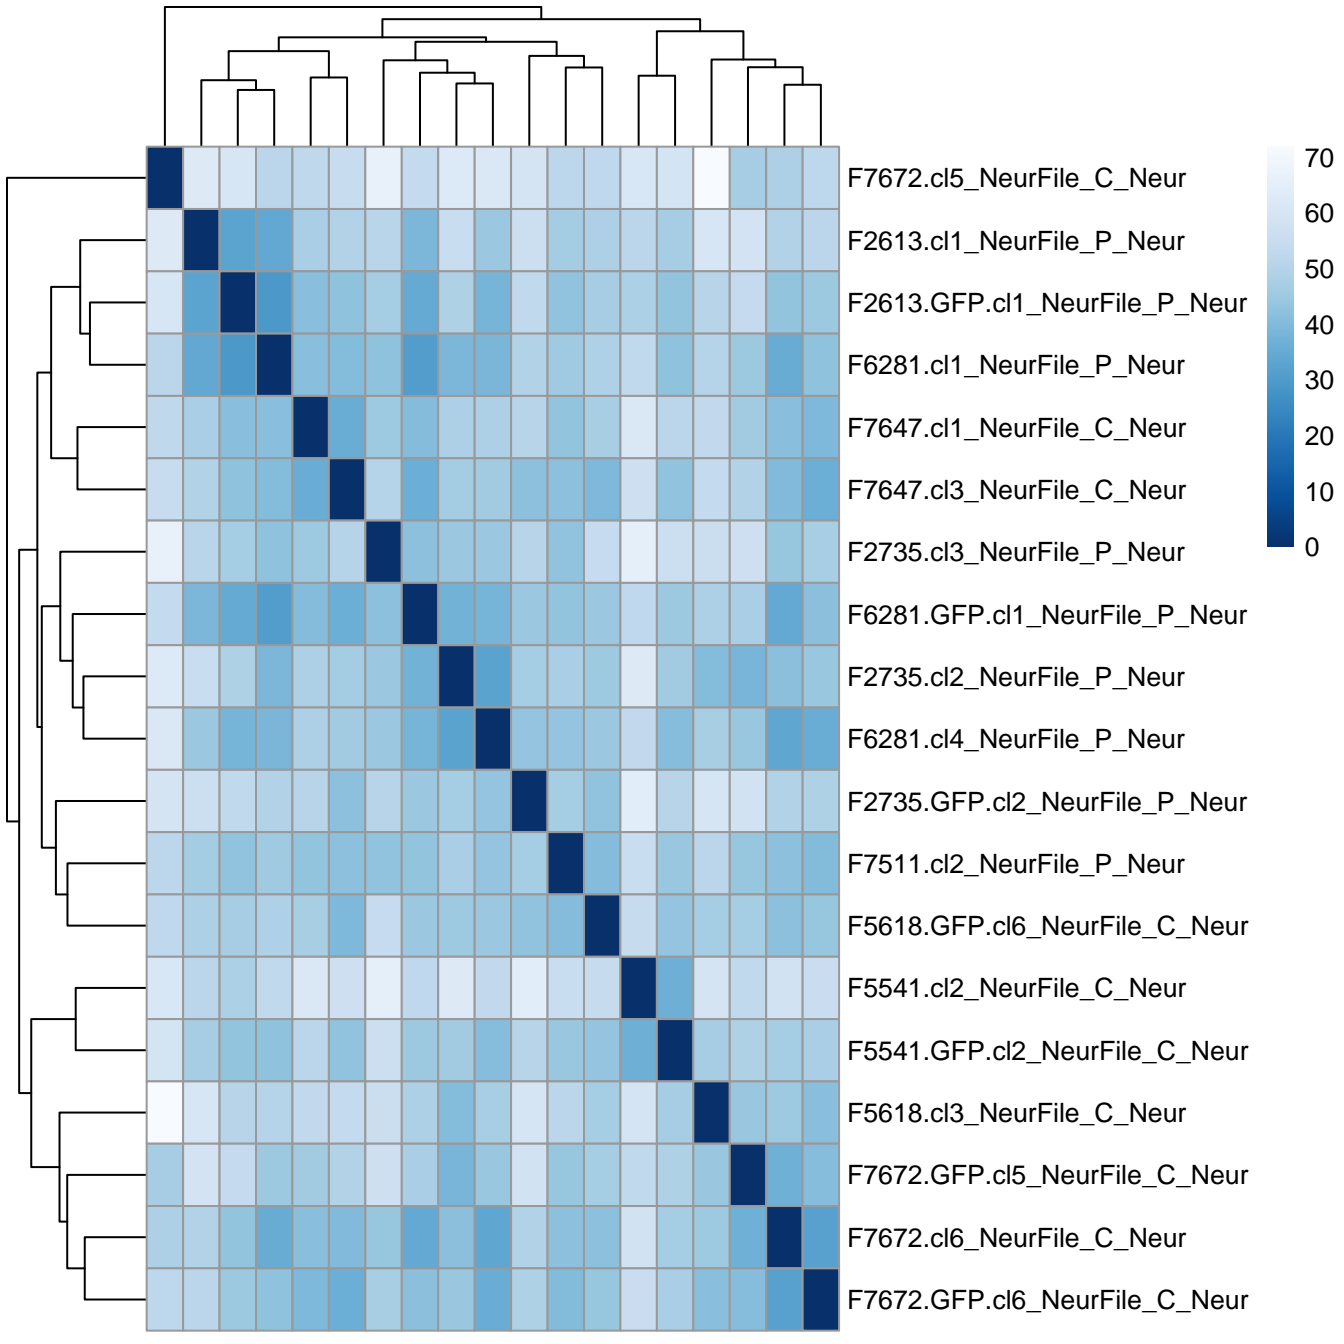 F7672.cl5_NeurFile_C_Neur
F2613.cl1_NeurFile_P_Neur
F2613.GFP.cl1_NeurFile_P_Neur
F6281.cl1_NeurFile_P_Neur
F7647.cl1_NeurFile_C_Neur
F7647.cl3_NeurFile_C_Neur
F2735.cl3_NeurFile_P_Neur
F6281.GFP.cl1_NeurFile_P_Neur
F2735.cl2_NeurFile_P_Neur
F6281.cl4_NeurFile_P_Neur
F2735.GFP.cl2_NeurFile_P_Neur
F7511.cl2_NeurFile_P_Neur
F5618.GFP.cl6_NeurFile_C_Neur
F5541.cl2_NeurFile_C_Neur
F5541.GFP.cl2_NeurFile_C_Neur
F5618.cl3_NeurFile_C_Neur
F7672.GFP.cl5_NeurFile_C_Neur
F7672.cl6_NeurFile_C_Neur
F7672.GFP.cl6_NeurFile_C_Neur
70
60
50
40
30
20
10
0